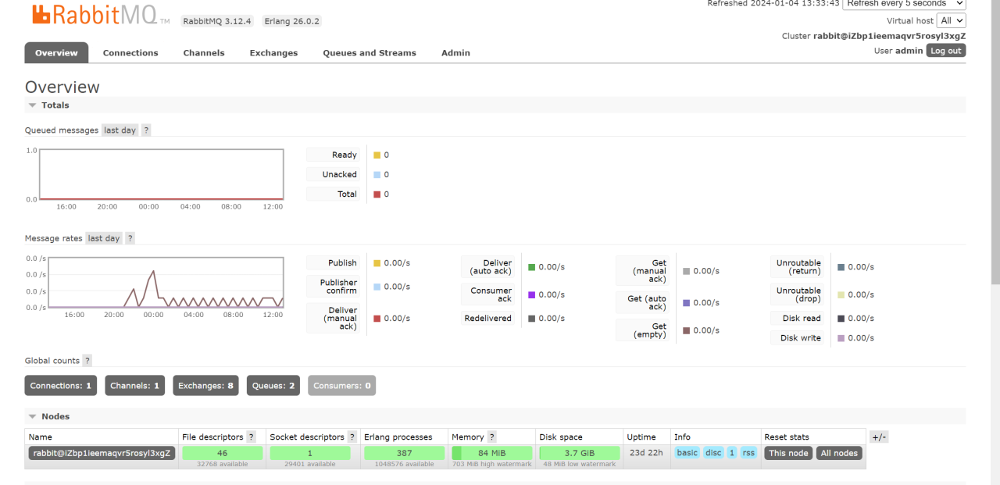 Refreshed 2024-01-04 13:33:43 Refresh every 5 seconds
RabbitMQ TM RabbitMQ 3.12.4 Erlang 26.0.2
Virtual host All
Cluster rabbit@iZbp1ieemaqvr5rosyl3xgZ
User admin Log out
Overview Connections Channels Exchanges Queues and Streams Admin
Overview
Totals
Queued messages last day ?
1.0
0.0
16:00 20:00 00:00 04:00 08:00 12:00
Ready 0
Unacked 0
Total 0
Message rates last day ?
0.0 /s
0.0 /s
0.0 /s
0.0 /s
16:00 20:00 00:00 04:00 08:00 12:00
Publish 0.00/s
Publisher
confirm 0.00/s
Deliver
(manual
ack) 0.00/s
Deliver
(auto ack) 0.00/s
Consumer
ack 0.00/s
Redelivered 0.00/s
Get
(manual
ack) 0.00/s
Get (auto
ack) 0.00/s
Get
(empty) 0.00/s
Unroutable
(return) 0.00/s
Unroutable
(drop) 0.00/s
Disk read 0.00/s
Disk write 0.00/s
Global counts ?
Connections: 1 Channels: 1 Exchanges: 8 Queues: 2 Consumers: 0
Nodes
Name File descriptors ? Socket descriptors ? Erlang processes Memory ? Disk space Uptime Info Reset stats +/-
rabbit@iZbp1ieemaqvr5rosyl3xgZ 46 1 387 84 MiB 3.7 GiB 23d 22h basic disc 1 rss This node All nodes
32768 available 29401 available 1048576 available 703 MiB high watermark 48 MiB low watermark